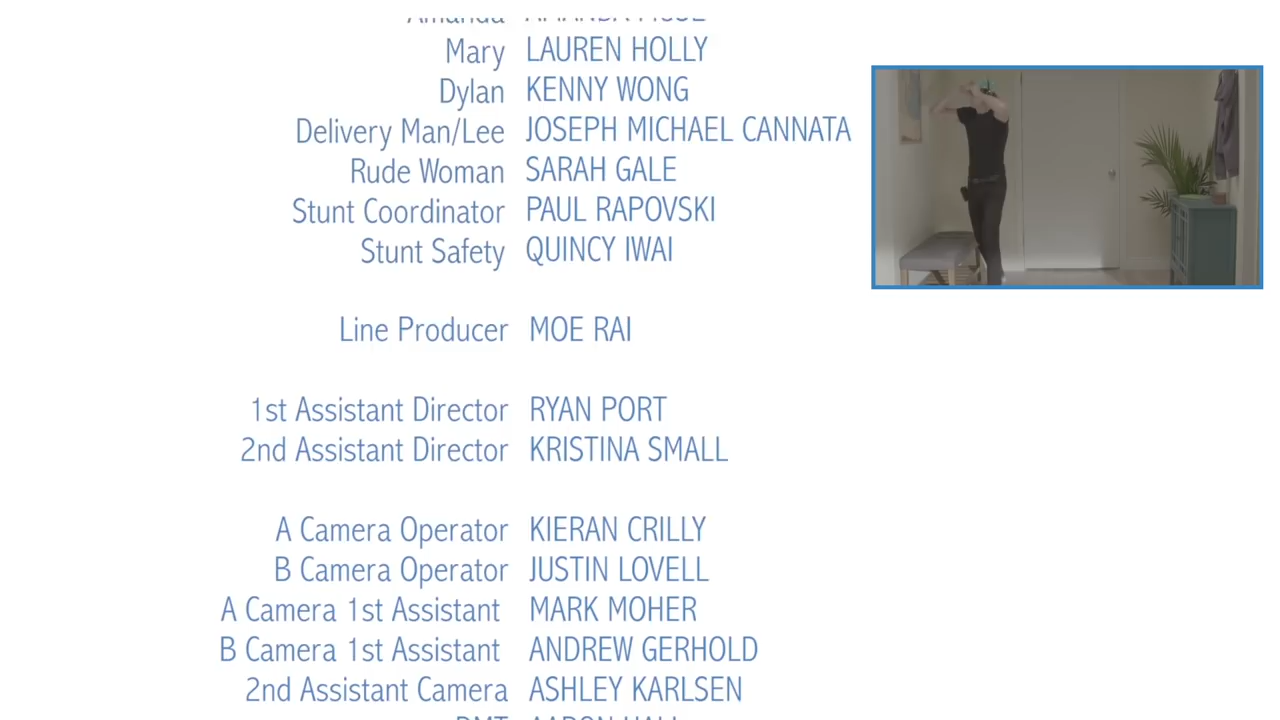 Amanda
Mary LAUREN HOLLY
Dylan KENNY WONG
Delivery Man/Lee JOSEPH MICHAEL CANNATA
Rude Woman SARAH GALE
Stunt Coordinator PAUL RAPOVSKI
Stunt Safety QUINCY IWAI
Line Producer MOE RAI
1st Assistant Director RYAN PORT
2nd Assistant Director KRISTINA SMALL
A Camera Operator KIERAN CRILLY
B Camera Operator JUSTIN LOVELL
A Camera 1st Assistant MARK MOHER
B Camera 1st Assistant ANDREW GERHOLD
2nd Assistant Camera ASHLEY KARLSEN